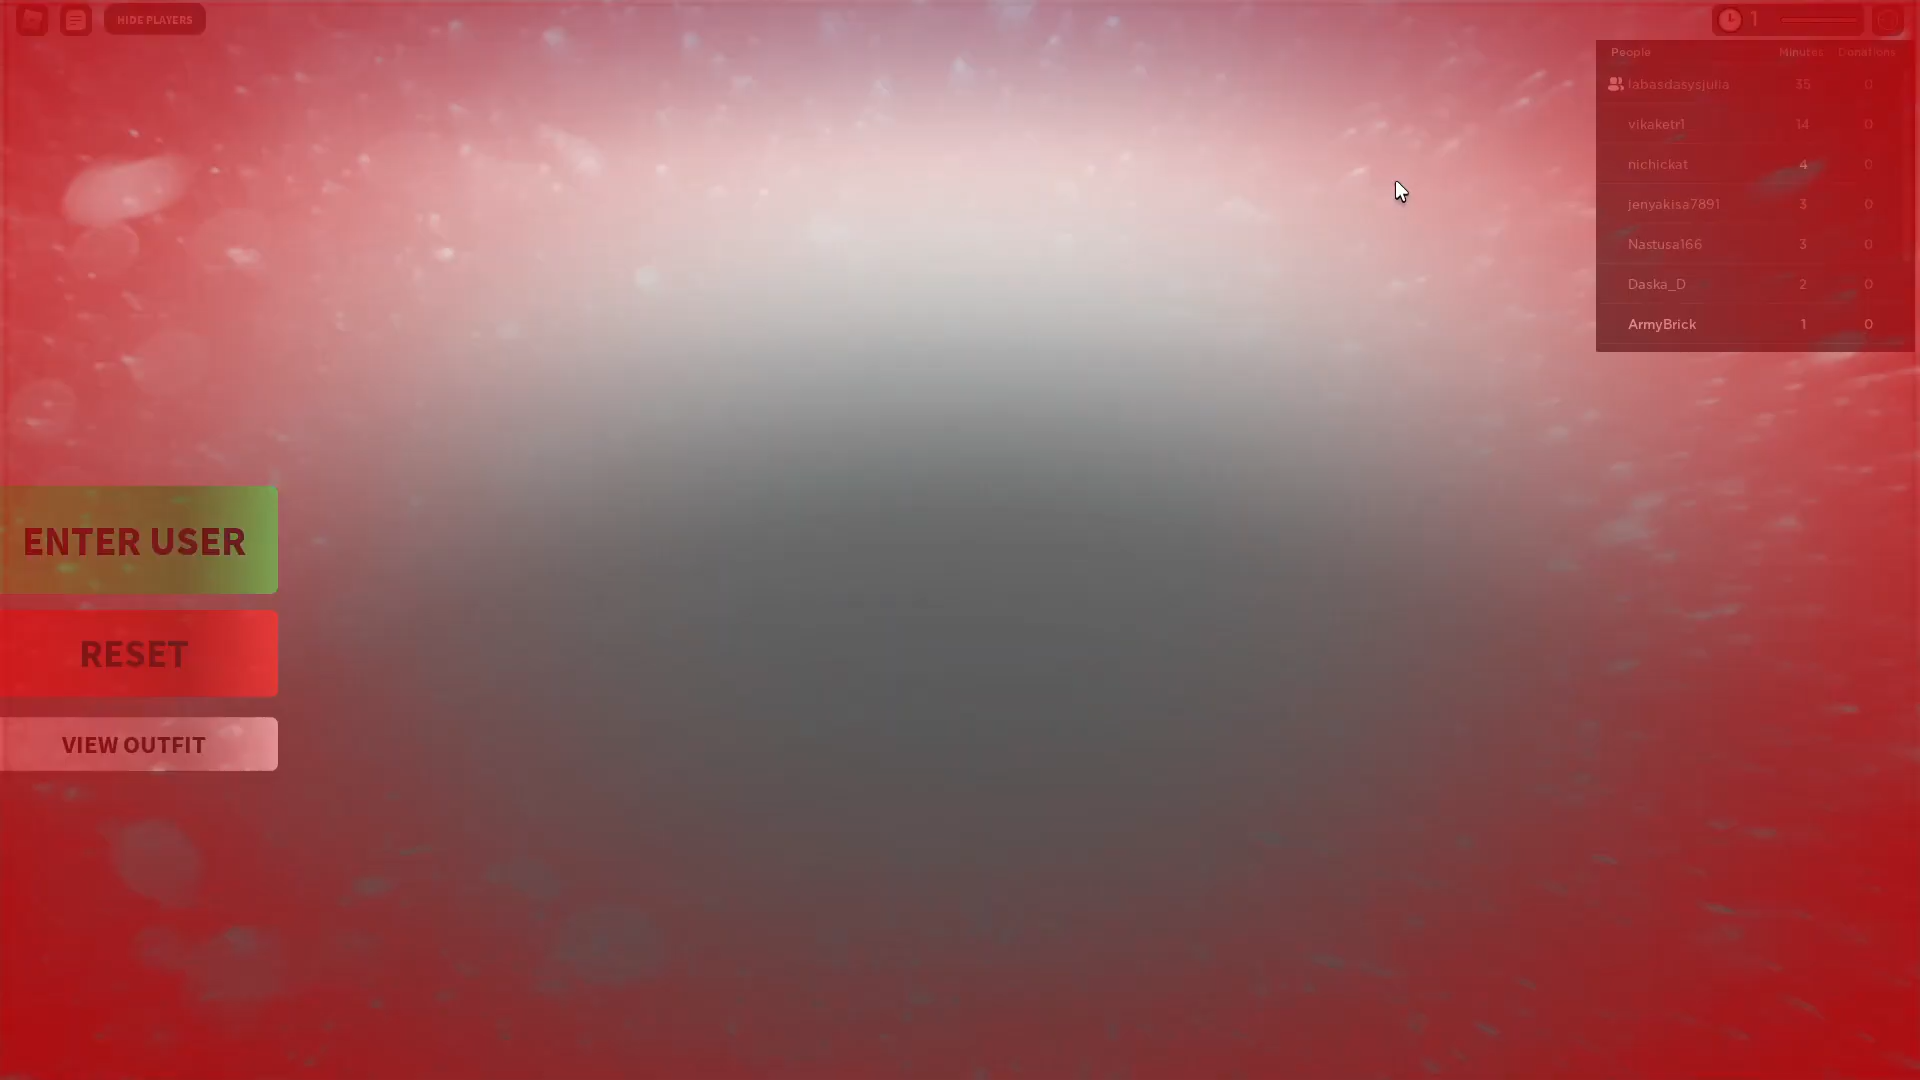 HIDE PLAYERS
1
People Minutes Donations
labasdasysjulia 35 0
vikaketr1 14 0
nichickat 4 0
jenyakisa7891 3 0
Nastusa166 3 0
Daska_D 2 0
ArmyBrick 1 0
ENTER USER
RESET
VIEW OUTFIT